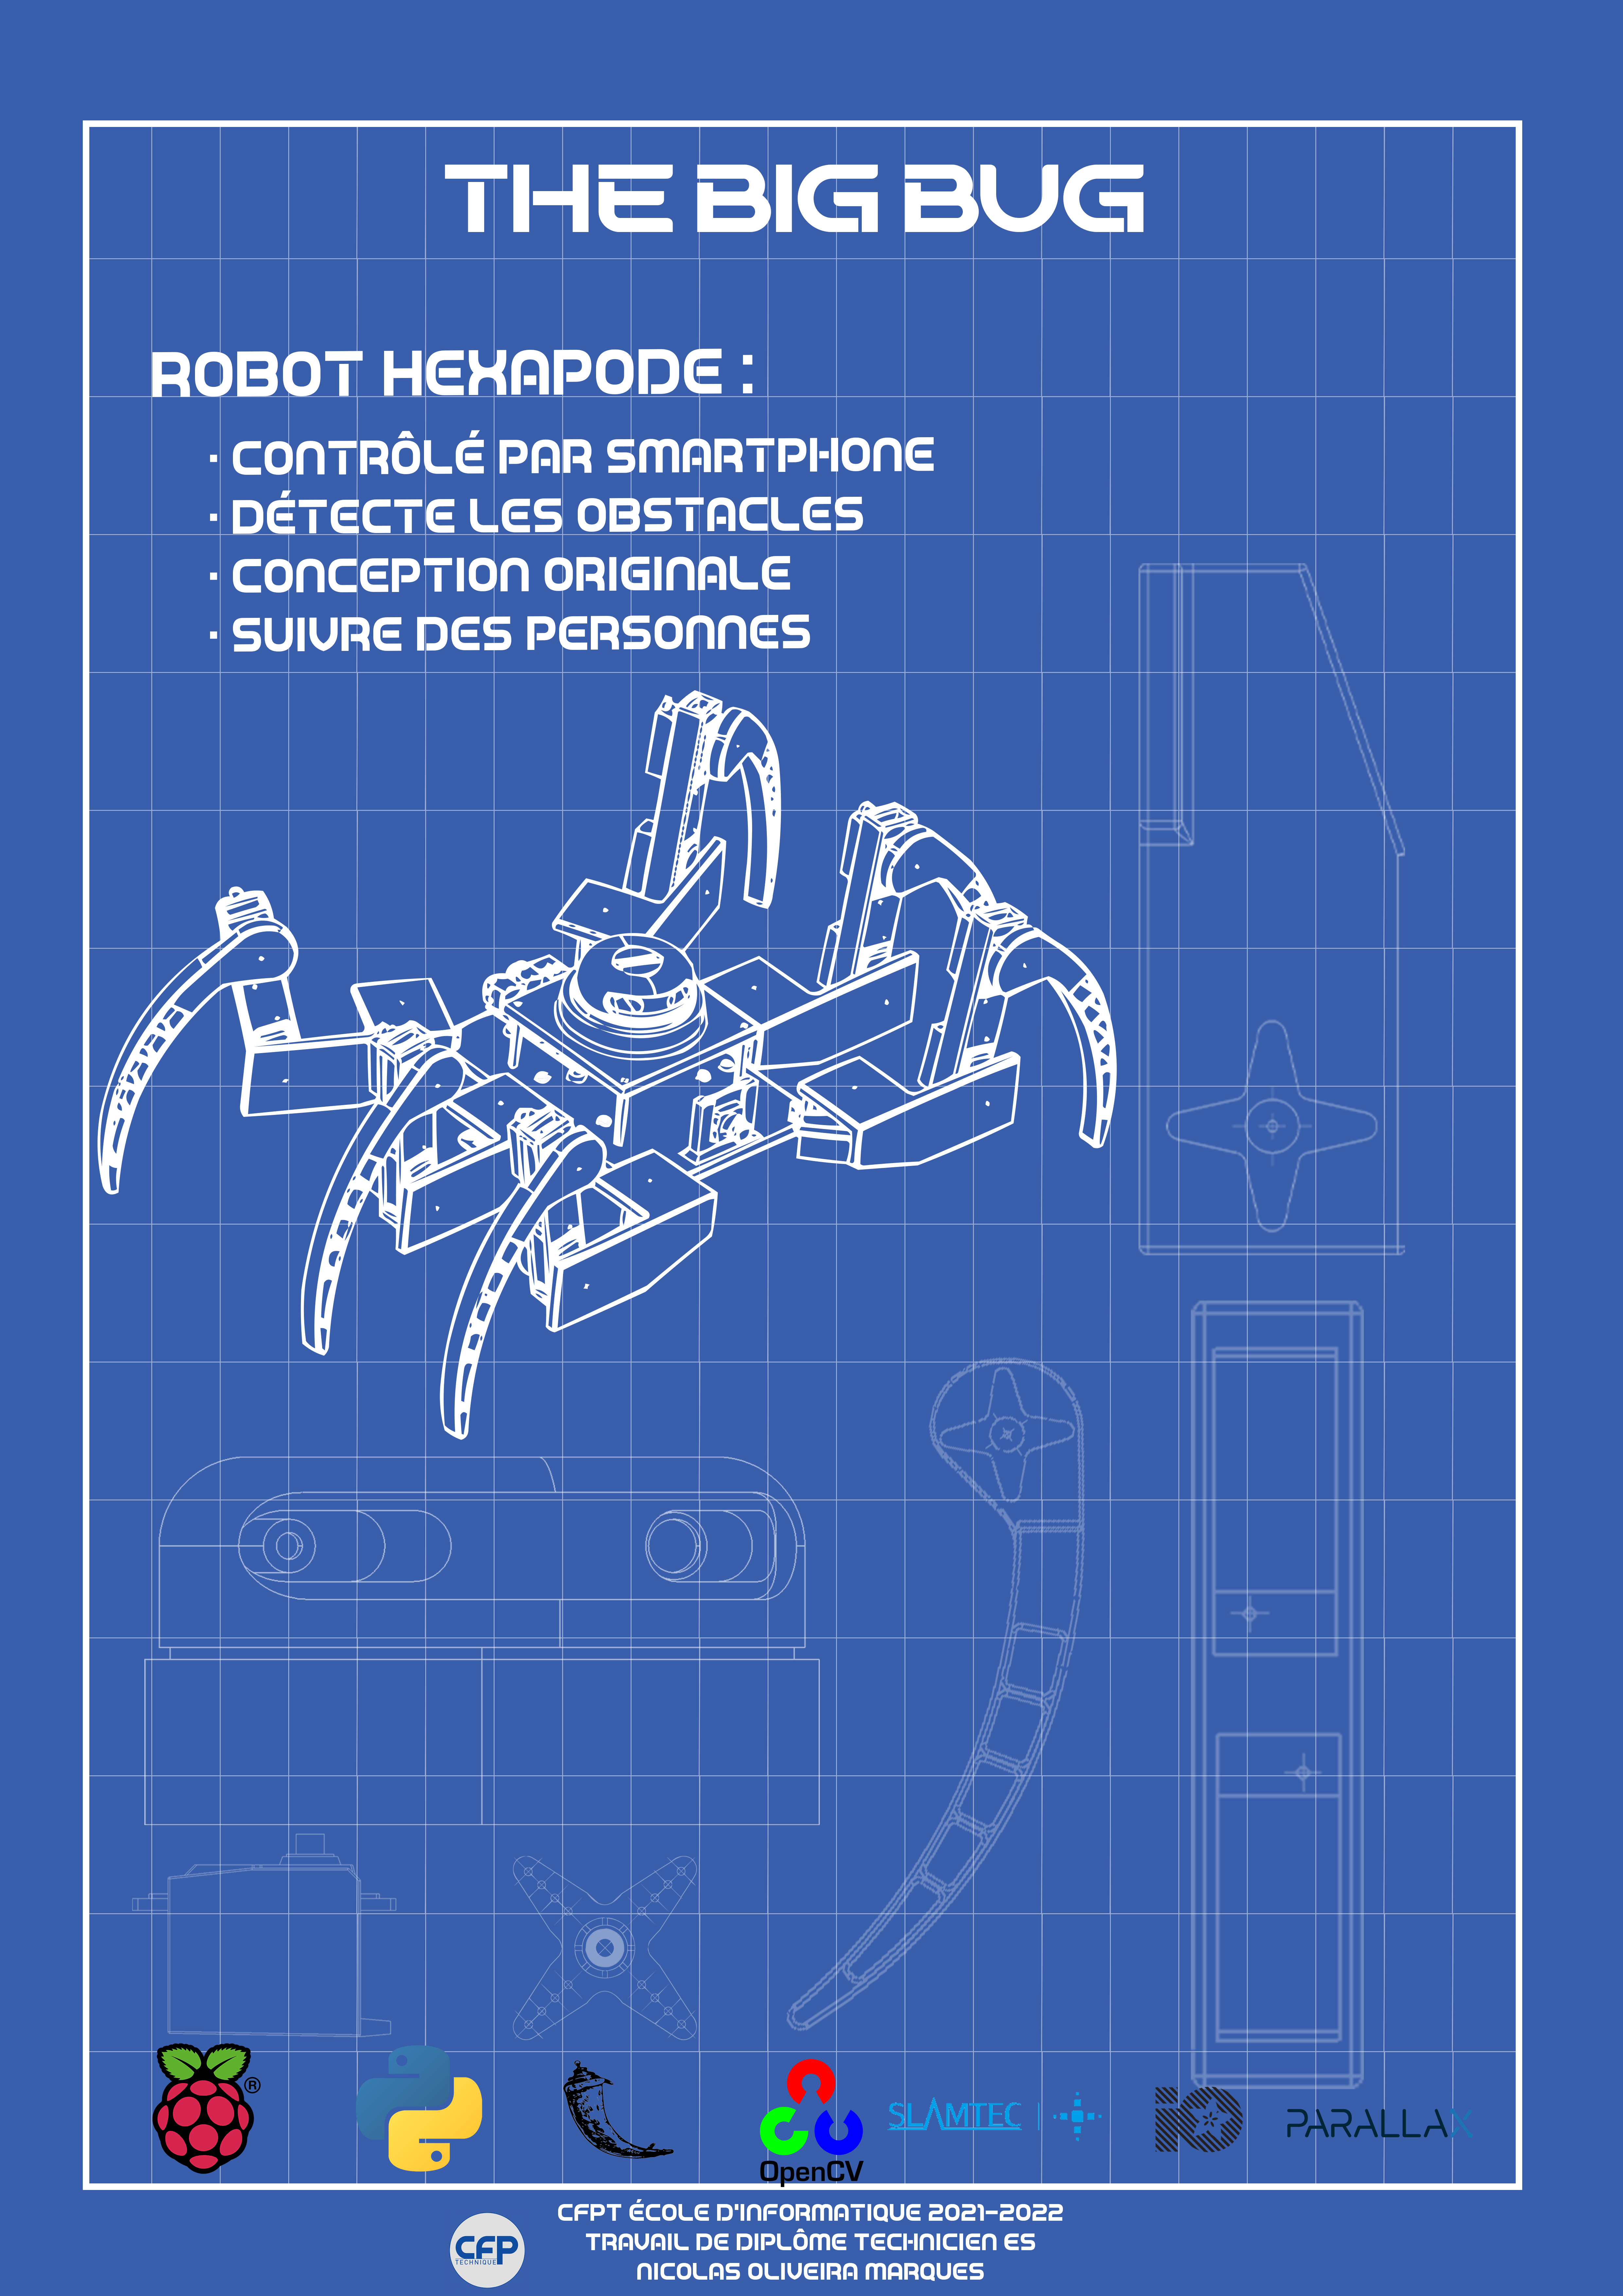 THE BIG BUG
ROBOT HEXAPODE :
· CONTRÔLÉ PAR SMARTPHONE
· DÉTECTE LES OBSTACLES
· CONCEPTION ORIGINALE
· SUIVRE DES PERSONNES
®
OpenCV
SLAMTEC
PARALLAX
CFPT ÉCOLE D'INFORMATIQUE 2021-2022
TRAVAIL DE DIPLÔME TECHNICIEN ES
NICOLAS OLIVEIRA MARQUES
CFP
TECHNIQUE